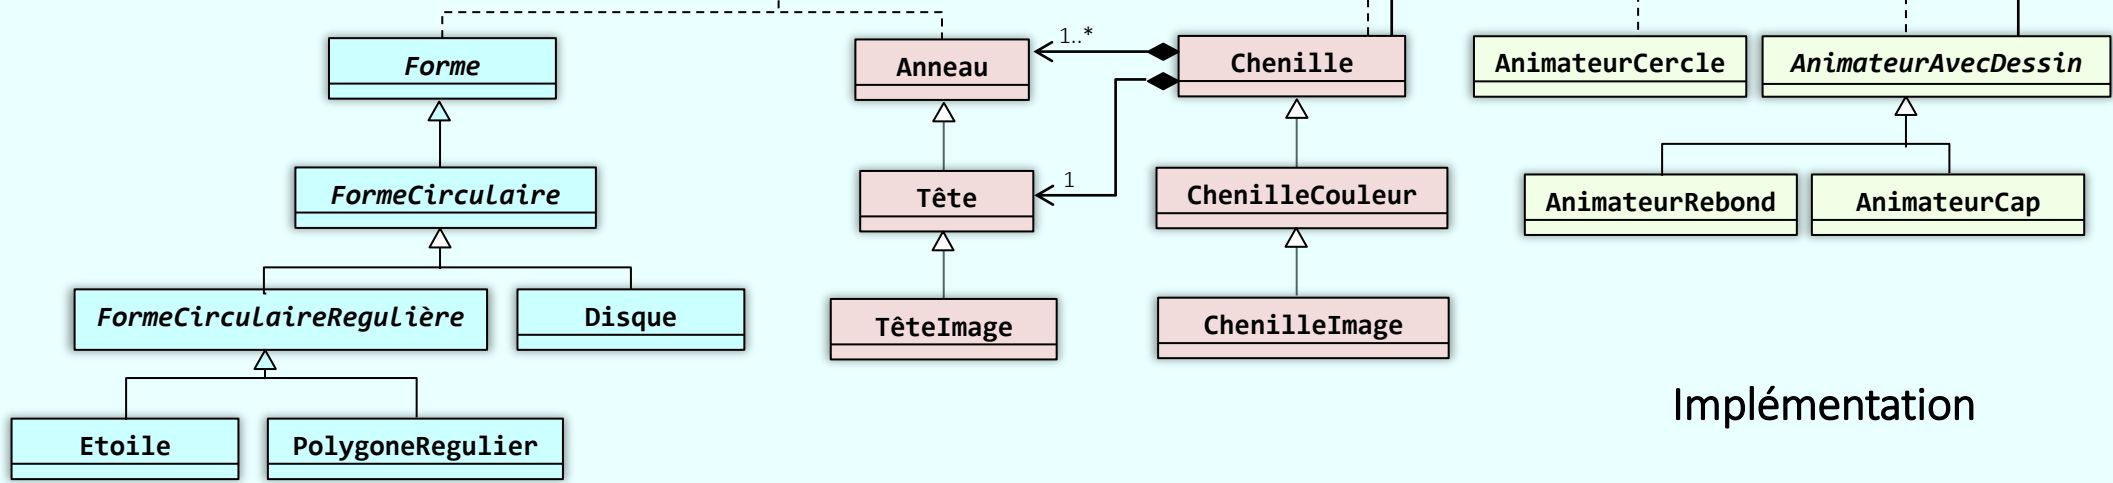 1..*
Forme
Anneau
Chenille
AnimateurCercle
AnimateurAvecDessin
1
FormeCirculaire
Tête
ChenilleCouleur
AnimateurRebond
AnimateurCap
FormeCirculaireRegulière
Disque
TêteImage
ChenilleImage
Implémentation
Etoile
PolygoneRegulier